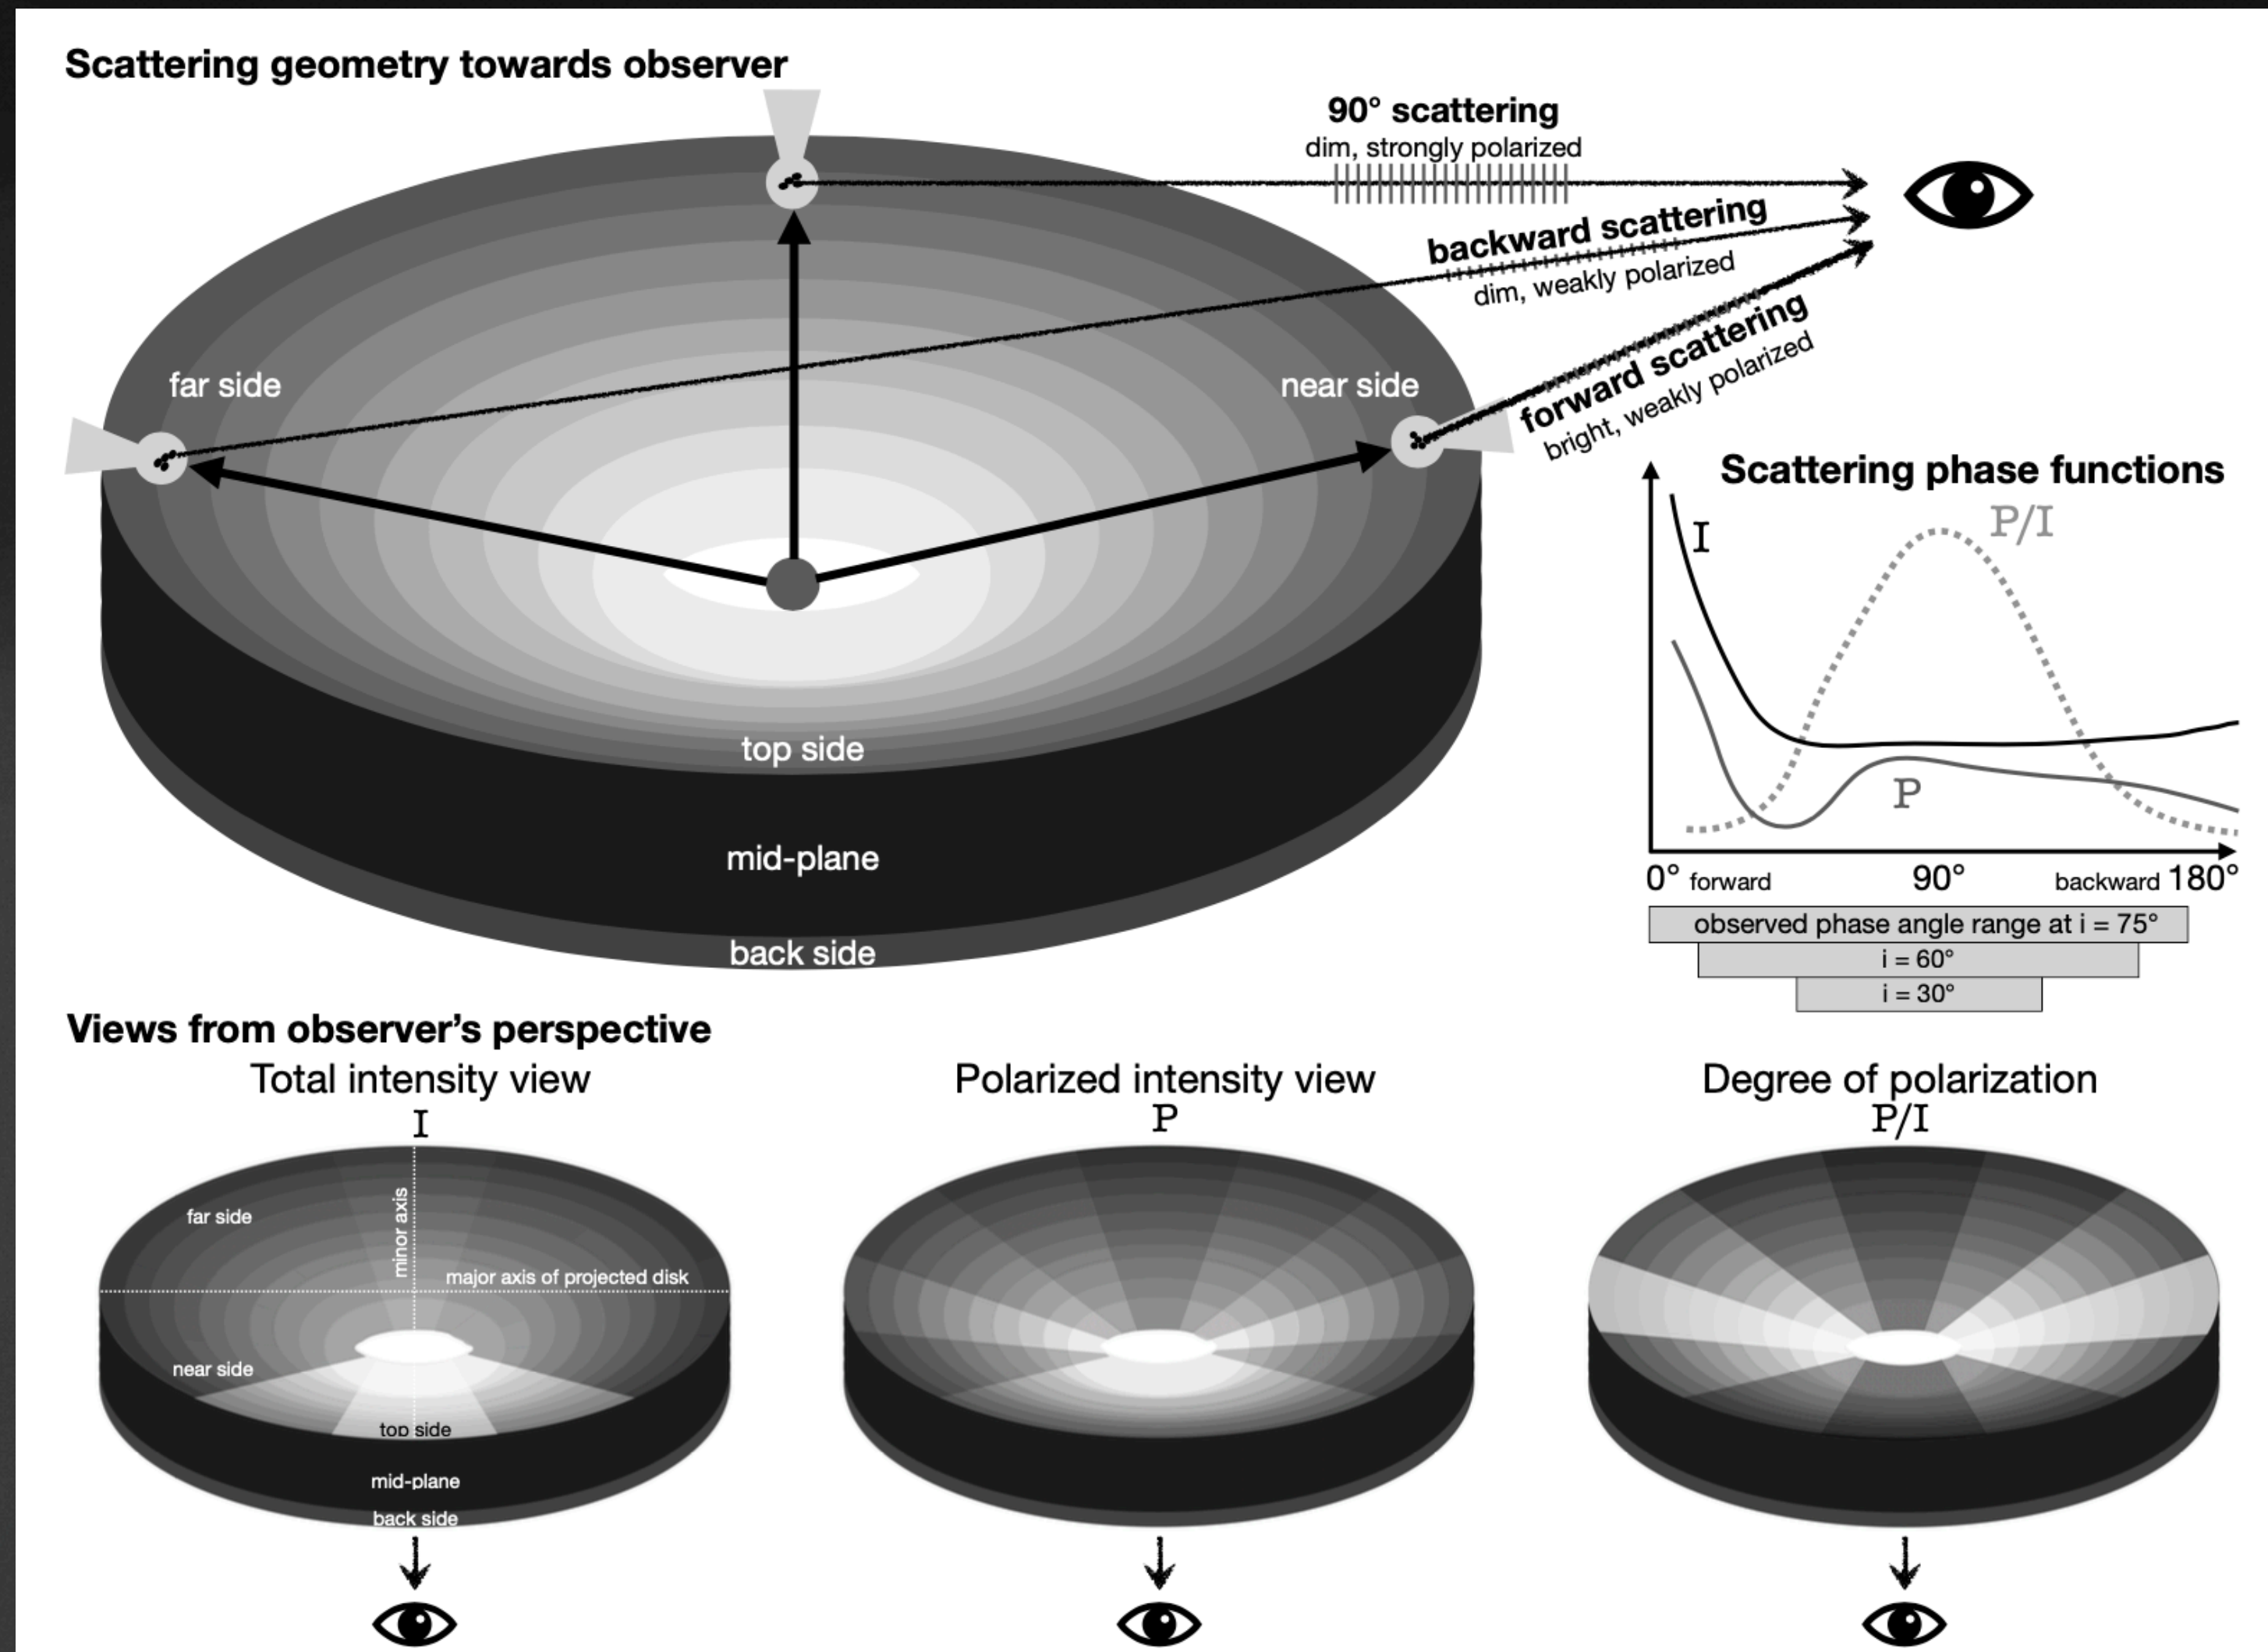 Scattering geometry towards observer
90° scattering
dim, strongly polarized
backward scattering
dim, weakly polarized
forward scattering
bright, weakly polarized
far side
near side
top side
mid-plane
back side
Scattering phase functions
I
P/I
P
0° forward 90° backward 180°
observed phase angle range at i = 75°
i = 60°
i = 30°
Views from observer's perspective
Total intensity view
I
far side
minor axis
major axis of projected disk
near side
top side
mid-plane
back side
Polarized intensity view
P
Degree of polarization
P/I